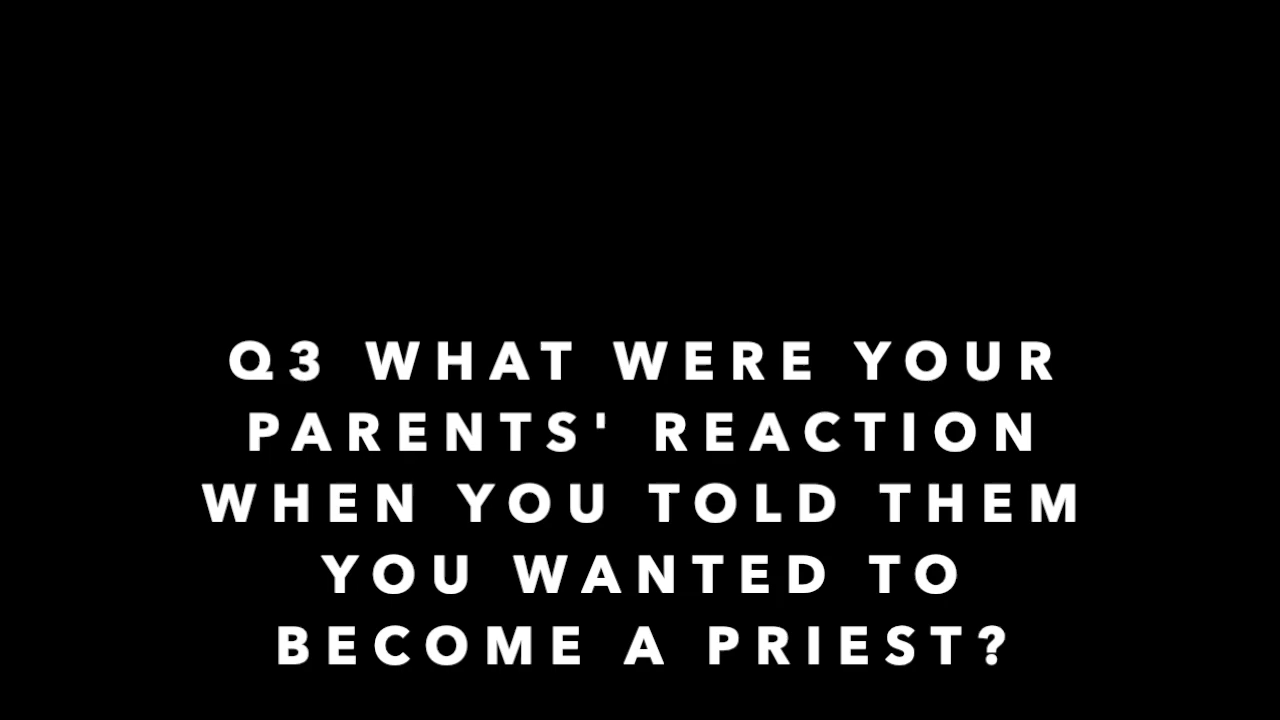 Q3 WHAT WERE YOUR
PARENTS' REACTION
WHEN YOU TOLD THEM
YOU WANTED TO
BECOME A PRIEST?